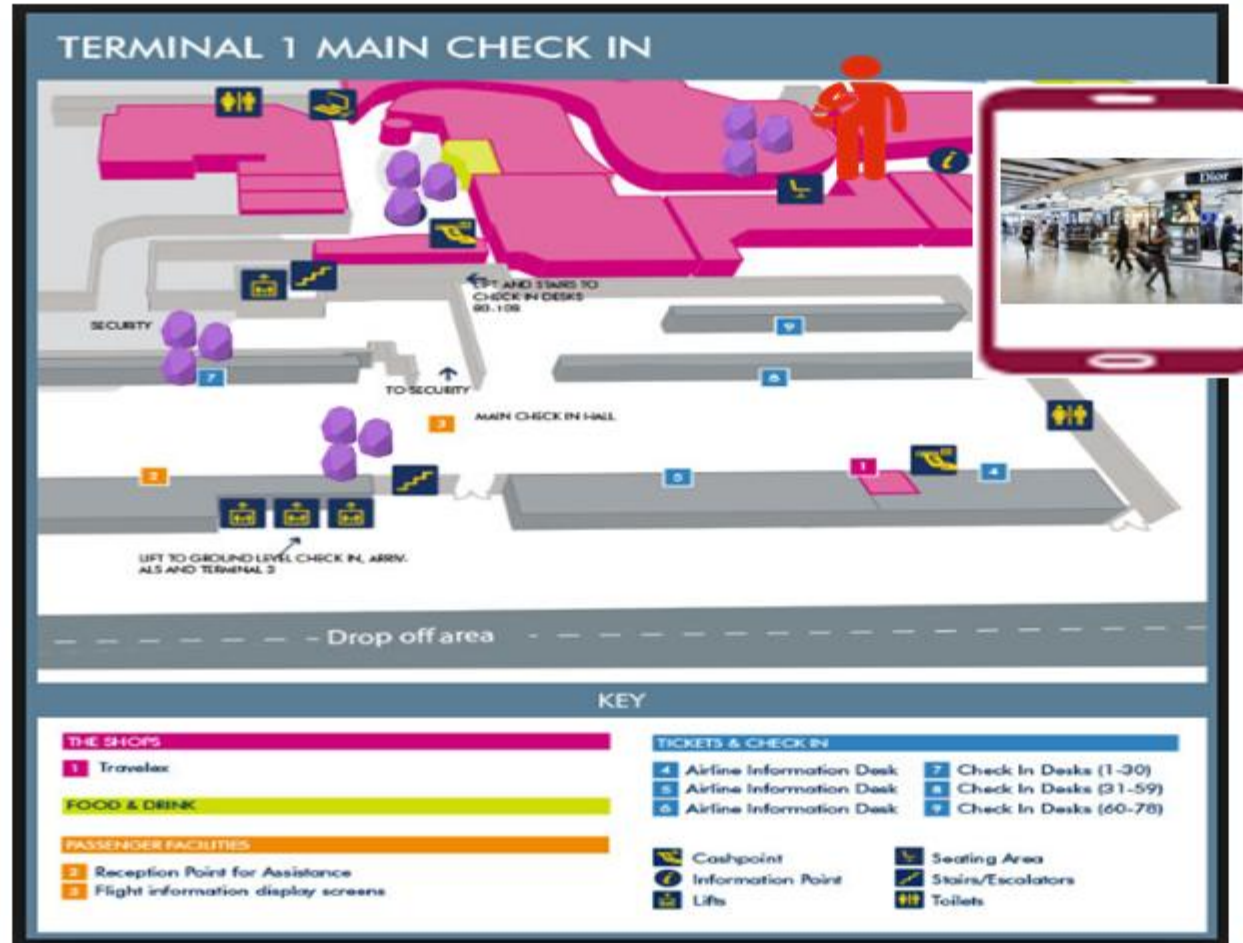 TERMINAL 1 MAIN CHECK IN
Dior
LIFT AND STAIRS TO
CHECK IN DESKS
80-108
9
SECURITY
7
TO SECURITY
8
3
MAIN CHECK IN HALL
2
5
1
4
LIFT TO GROUND LEVEL CHECK IN, ARRIV-
ALS AND TERMINAL 3
Drop off area
KEY
THE SHOPS
1 Travelex
FOOD & DRINK
PASSENGER FACILITIES
2 Reception Point for Assistance
3 Flight information display screens
TICKETS & CHECK IN
4 Airline Information Desk
5 Airline Information Desk
6 Airline Information Desk
7 Check In Desks (1-30)
8 Check In Desks (31-59)
9 Check In Desks (60-78)
Cashpoint
Information Point
Lifts
Seating Area
Stairs/Escalators
Toilets